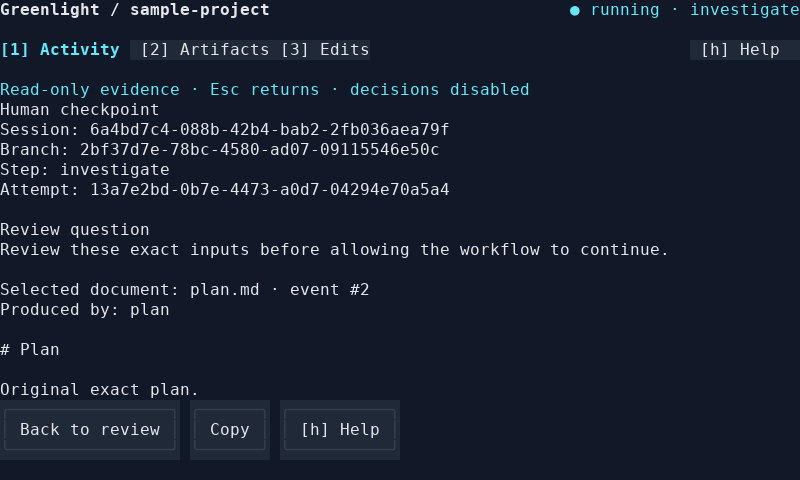 Greenlight / sample-project ● running · investigate
[1] Activity [2] Artifacts [3] Edits [h] Help
Read-only evidence · Esc returns · decisions disabled
Human checkpoint
Session: 6a4bd7c4-088b-42b4-bab2-2fb036aea79f
Branch: 2bf37d7e-78bc-4580-ad07-09115546e50c
Step: investigate
Attempt: 13a7e2bd-0b7e-4473-a0d7-04294e70a5a4
Review question
Review these exact inputs before allowing the workflow to continue.
Selected document: plan.md · event #2
Produced by: plan
# Plan
Original exact plan.
Back to review Copy [h] Help